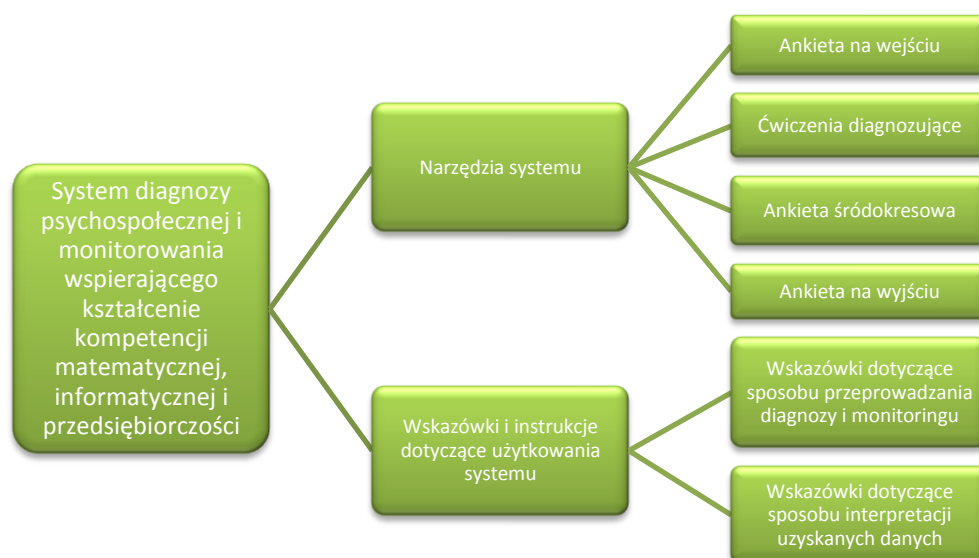 System diagnozy
psychospołecznej i
monitorowania
wspierającego
kształcenie
kompetencji
matematycznej,
informatycznej i
przedsiębiorczości
Narzędzia systemu
Ankieta na wejściu
Ćwiczenia diagnozujące
Ankieta śródokresowa
Ankieta na wyjściu
Wskazówki i instrukcje
dotyczące użytkowania
systemu
Wskazówki dotyczące
sposobu przeprowadzania
diagnozy i monitoringu
Wskazówki dotyczące
sposobu interpretacji
uzyskanych danych